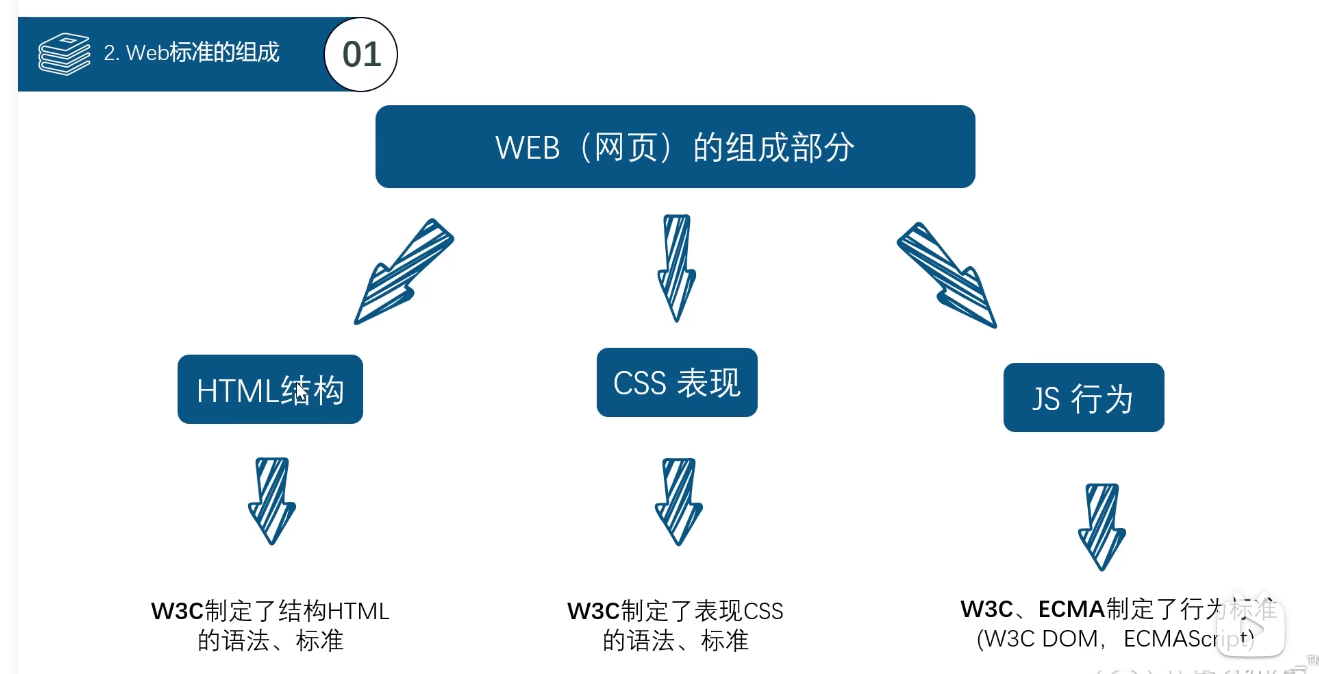 2. Web标准的组成
01
WEB（网页）的组成部分
HTML结构
CSS 表现
JS 行为
W3C制定了结构HTML
的语法、标准
W3C制定了表现CSS
的语法、标准
W3C、ECMA制定了行为标准
(W3C DOM，ECMAScript)
TM